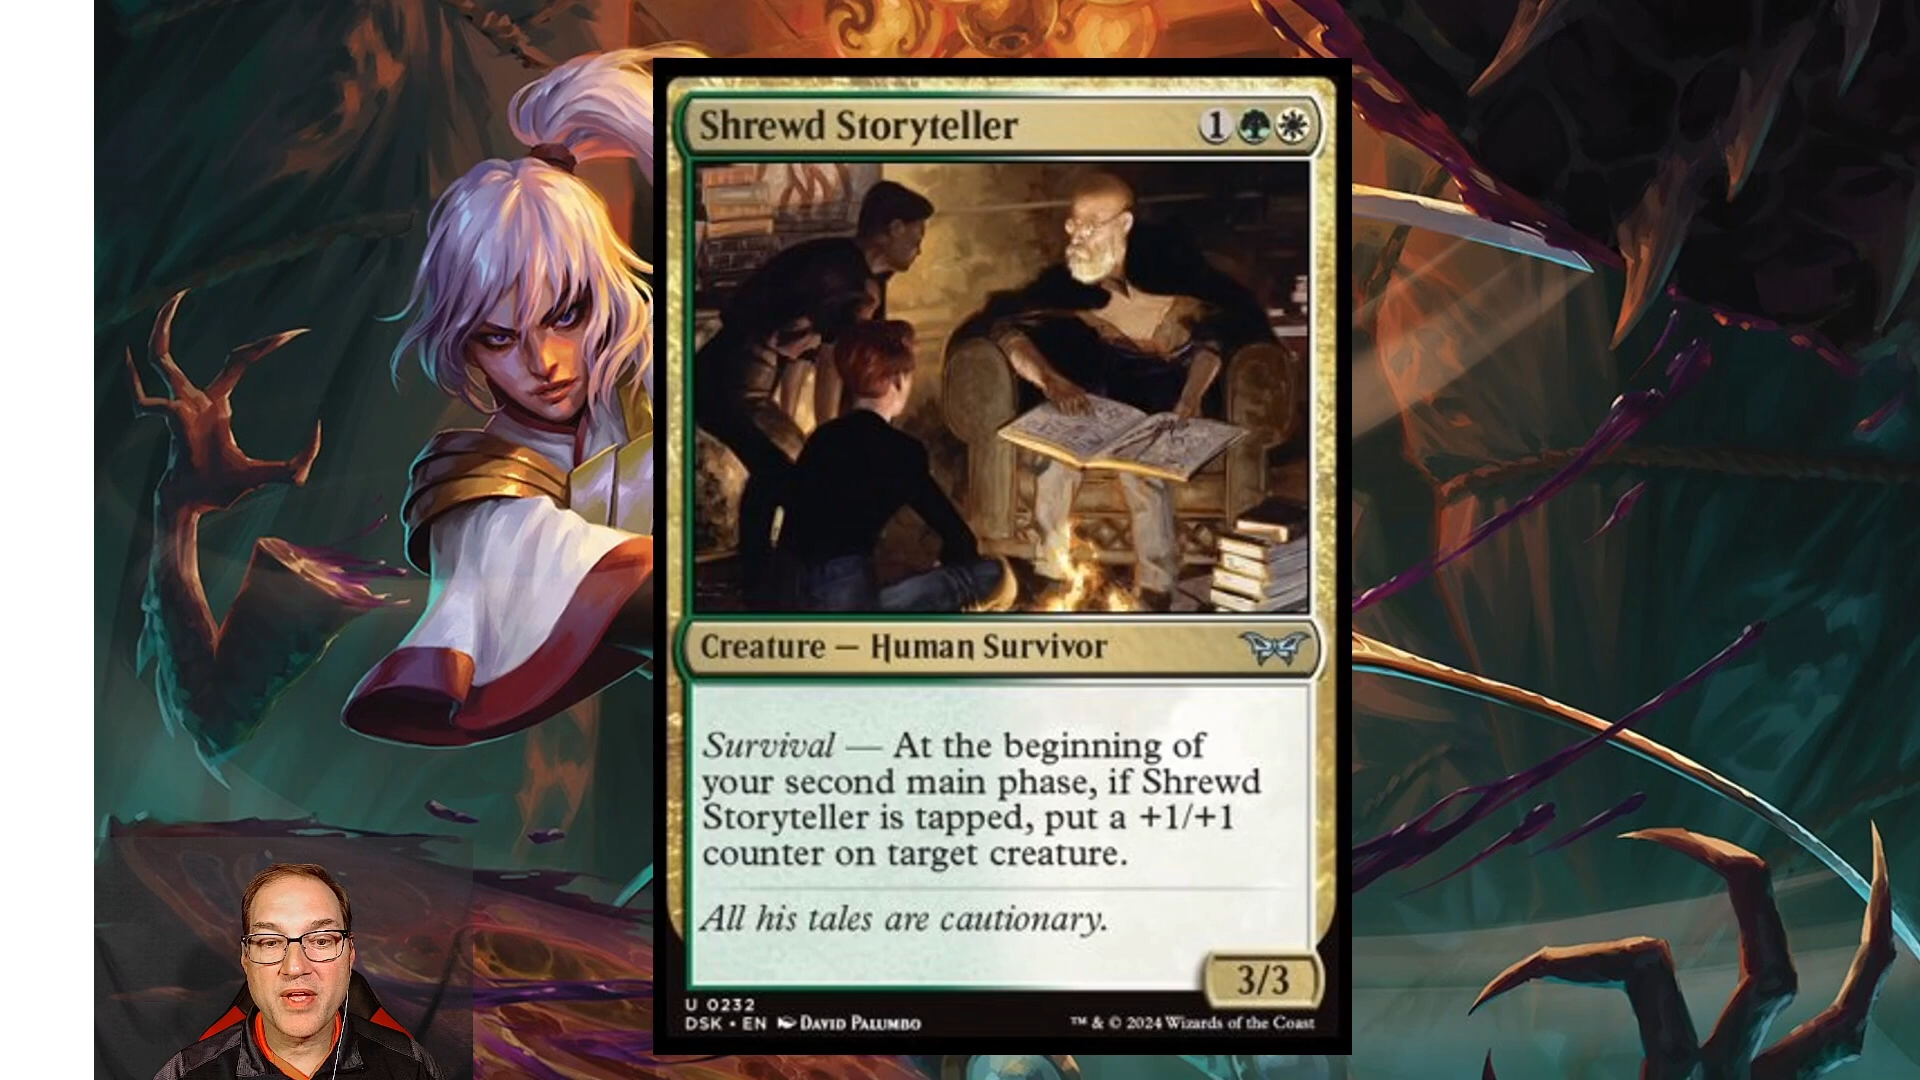 Shrewd Storyteller 1
Creature — Human Survivor
Survival — At the beginning of
your second main phase, if Shrewd
Storyteller is tapped, put a +1/+1
counter on target creature.
All his tales are cautionary.
3/3
U 0232
DSK • EN David Palumbo
™ & © 2024 Wizards of the Coast